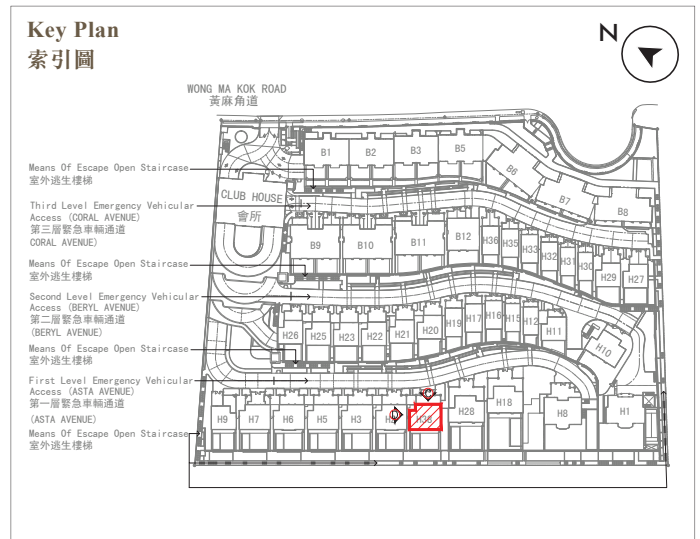 Key Plan
索引圖
N
WONG MA KOK ROAD
黃麻角道
B1 B2 B3 B5
B6
B7
B8
Means Of Escape Open Staircase
室外逃生樓梯
CLUB HOUSE
會所
Third Level Emergency Vehicular
Access (CORAL AVENUE)
第三層緊急車輛通道
CORAL AVENUE)
B9 B10 B11 B12 H36 H35 H33 H32 H31 H30 H29 H27
Means Of Escape Open Staircase
室外逃生樓梯
Second Level Emergency Vehicular
Access (BERYL AVENUE)
第二層緊急車輛通道
(BERYL AVENUE)
H26 H25 H23 H22 H21 H20 H19 H17 H16 H15 H12 H11 H10
Means Of Escape Open Staircase
室外逃生樓梯
First Level Emergency Vehicular
Access (ASTA AVENUE)
第一層緊急車輛通道
(ASTA AVENUE)
H9 H7 H6 H5 H3 H38 H28 H18 H8 H1
Means Of Escape Open Staircase
室外逃生樓梯